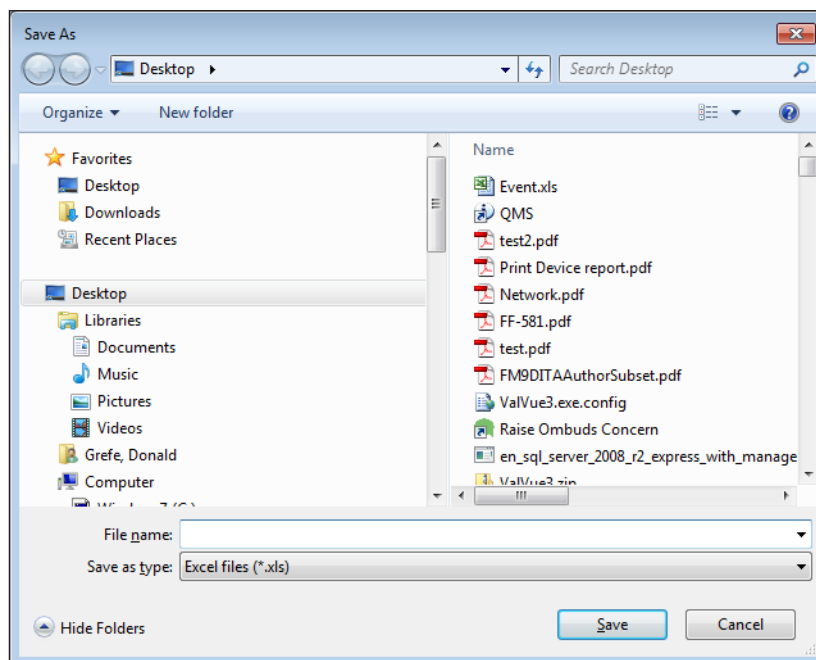 Save As
Desktop
Search Desktop
Organize
New folder
Favorites
Desktop
Downloads
Recent Places
Desktop
Libraries
Documents
Music
Pictures
Videos
Grefe, Donald
Computer
Name
Event.xls
QMS
test2.pdf
Print Device report.pdf
Network.pdf
FF-581.pdf
test.pdf
FM9DITAAuthorSubset.pdf
ValVue3.exe.config
Raise Ombuds Concern
en_sql_server_2008_r2_express_with_manage
ValVue3.zip
File name:
Save as type: Excel files (*.xls)
Hide Folders
Save
Cancel